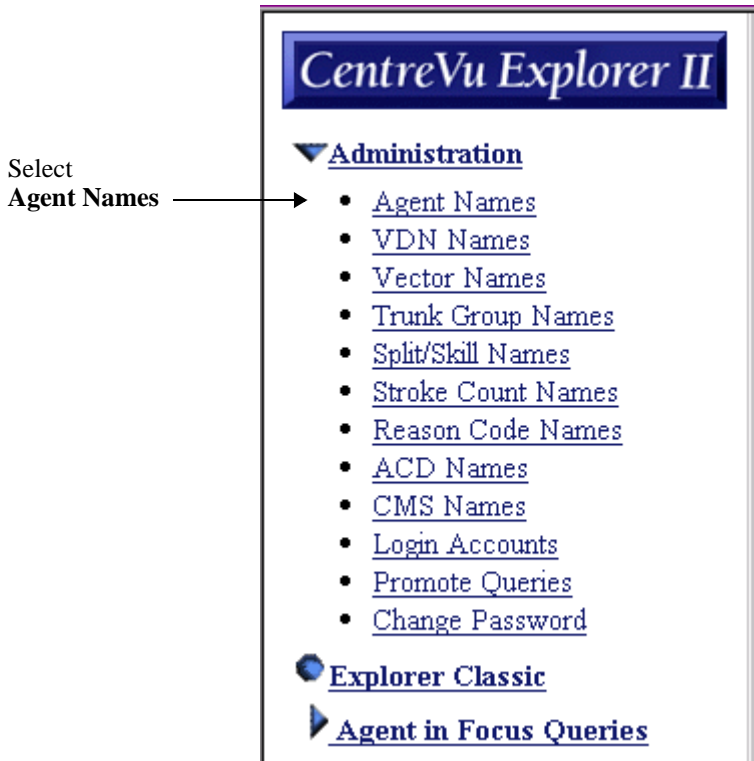 CentreVu Explorer II
Administration
Select
Agent Names
Agent Names
VDN Names
Vector Names
Trunk Group Names
Split/Skill Names
Stroke Count Names
Reason Code Names
ACD Names
CMS Names
Login Accounts
Promote Queries
Change Password
Explorer Classic
Agent in Focus Queries